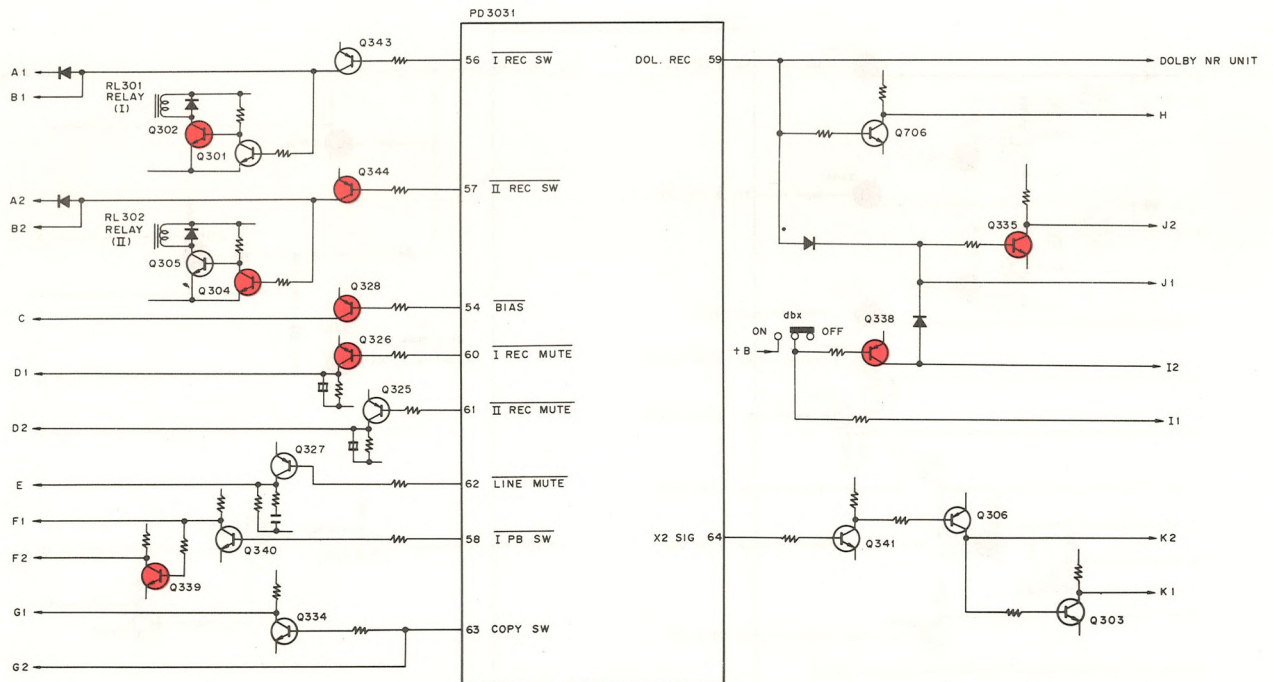 PD3031
Q343
56 I REC SW
DOL. REC 59
DOLBY NR UNIT
A1
B1
RL301
RELAY
(I)
Q302
Q301
H
Q706
Q344
57 II REC SW
A2
B2
RL302
RELAY
(II)
Q305
Q304
Q335
J2
J1
Q328
54 BIAS
C
Q338
dbx
ON
OFF
+B
I2
Q326
60 I REC MUTE
D1
Q325
61 II REC MUTE
D2
I1
Q327
62 LINE MUTE
E
F1
58 I PB SW
Q340
F2
Q339
X2 SIG 64
Q341
Q306
K2
K1
Q303
G1
Q334
63 COPY SW
G2